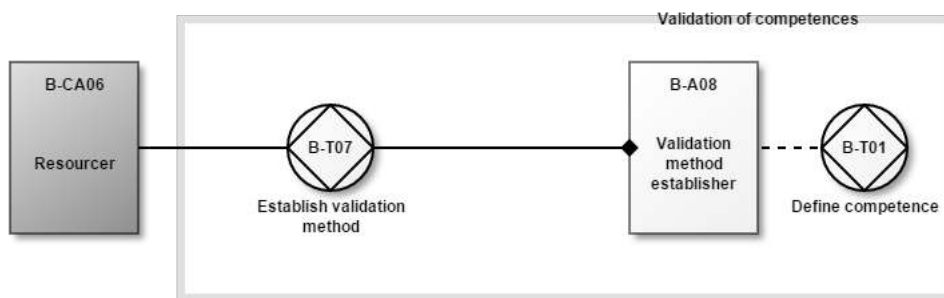 Validation of competences
B-CA06
Resourcer
B-T07
Establish validation
method
B-A08
Validation
method
establisher
B-T01
Define competence